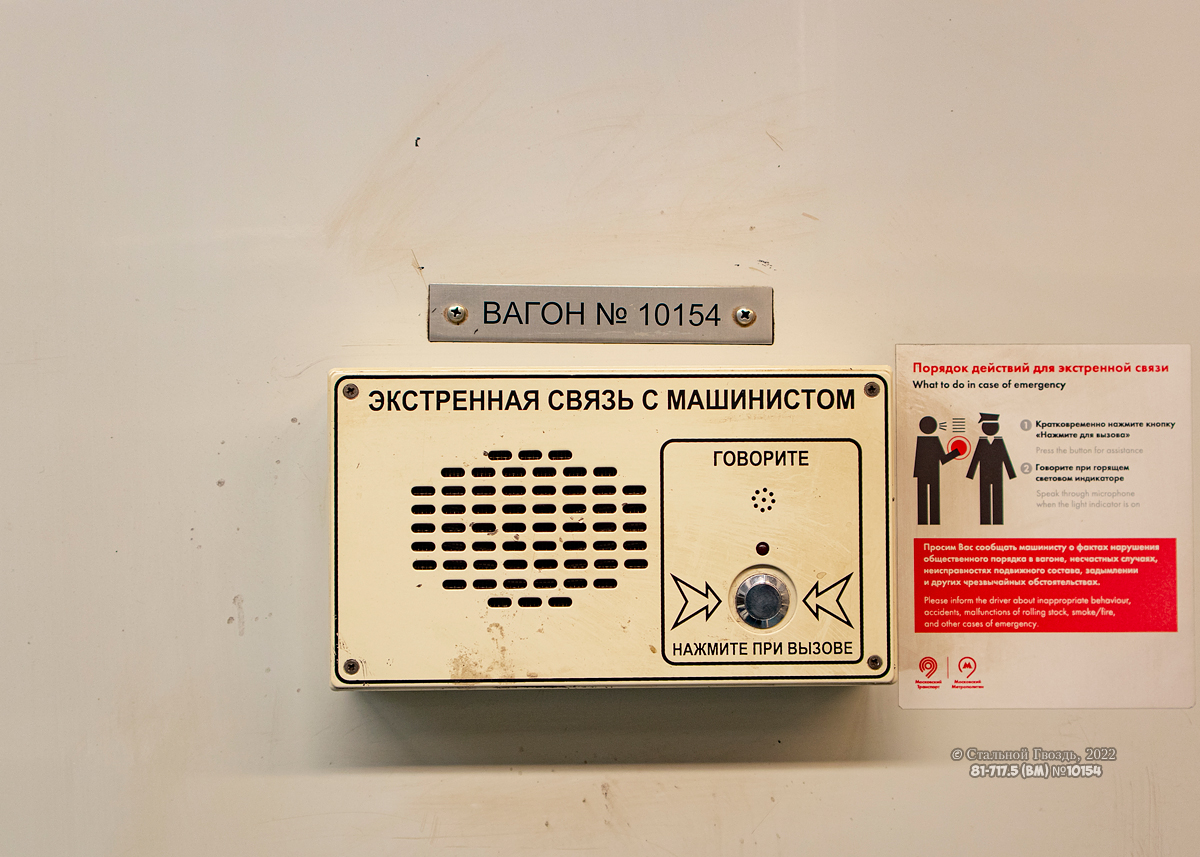 ВАГОН № 10154
ЭКСТРЕННАЯ СВЯЗЬ С МАШИНИСТОМ
ГОВОРИТЕ
НАЖМИТЕ ПРИ ВЫЗОВЕ
Порядок действий для экстренной связи
What to do in case of emergency
1 Кратковременно нажмите кнопку
«Нажмите для вызова»
Press the button for assistance
2 Говорите при горящем
световом индикаторе
Speak through microphone
when the light indicator is on
Просим Вас сообщать машинисту о фактах нарушения
общественного порядка в вагоне, несчастных случаях,
неисправностях подвижного состава, задымлении
и других чрезвычайных обстоятельствах.
Please inform the driver about inappropriate behaviour,
accidents, malfunctions of rolling stock, smoke/fire,
and other cases of emergency.
Московский
Транспорт
Московский
Метрополитен
© Стальной Гвоздь, 2022
81-717.5 (ВМ) №10154